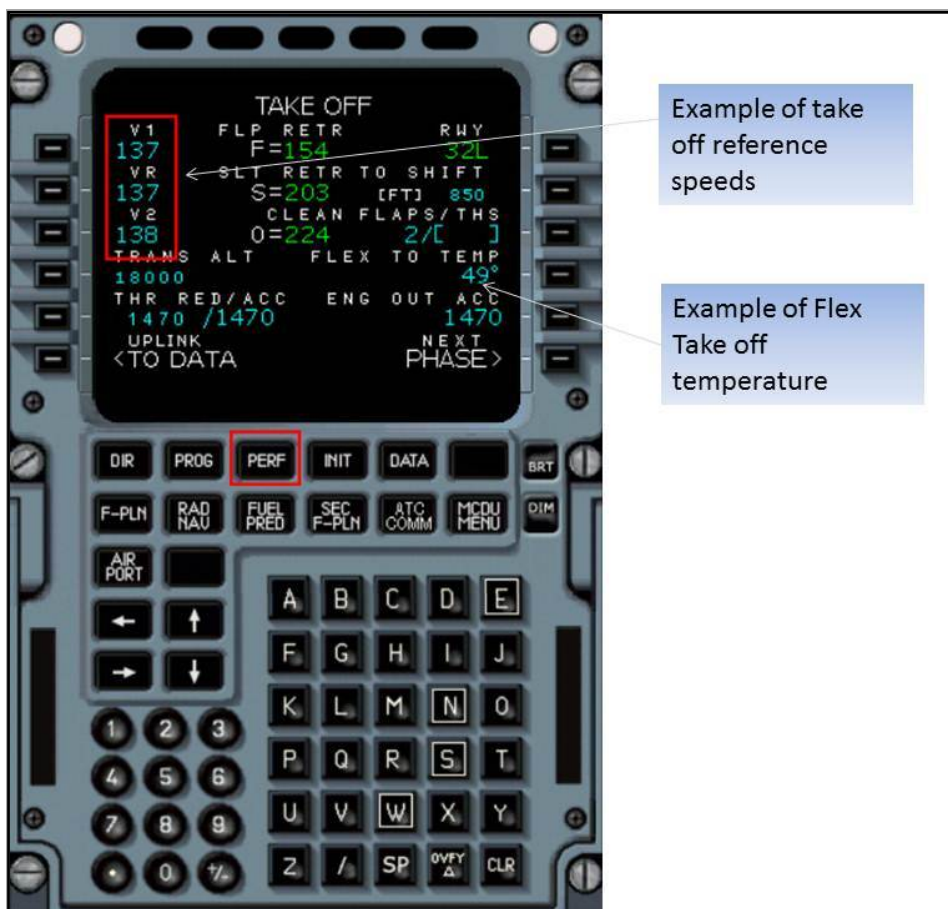 TAKE OFF
V1 FLP RETR RWY
137 F=154 32L
VR SLT RETR TO SHIFT
137 S=203 [FT] 850
V2 CLEAN FLAPS/THS
138 O=224 2/[ ]
TRANS ALT FLEX TO TEMP
18000 49°
THR RED/ACC ENG OUT ACC
1470 /1470 1470
UPLINK NEXT
<TO DATA PHASE>
Example of take
off reference
speeds
Example of Flex
Take off
temperature
DIR PROG PERF INIT DATA BRT
F-PLN RAD NAV FUEL PRED SEC F-PLN ATC COMM MCDU MENU DIM
AIR PORT
← ↑
→ ↓
A B C D E
F G H I J
K L M N O
P Q R S T
U V W X Y
Z / SP OVFY Δ CLR
1 2 3
4 5 6
7 8 9
. 0 +/-